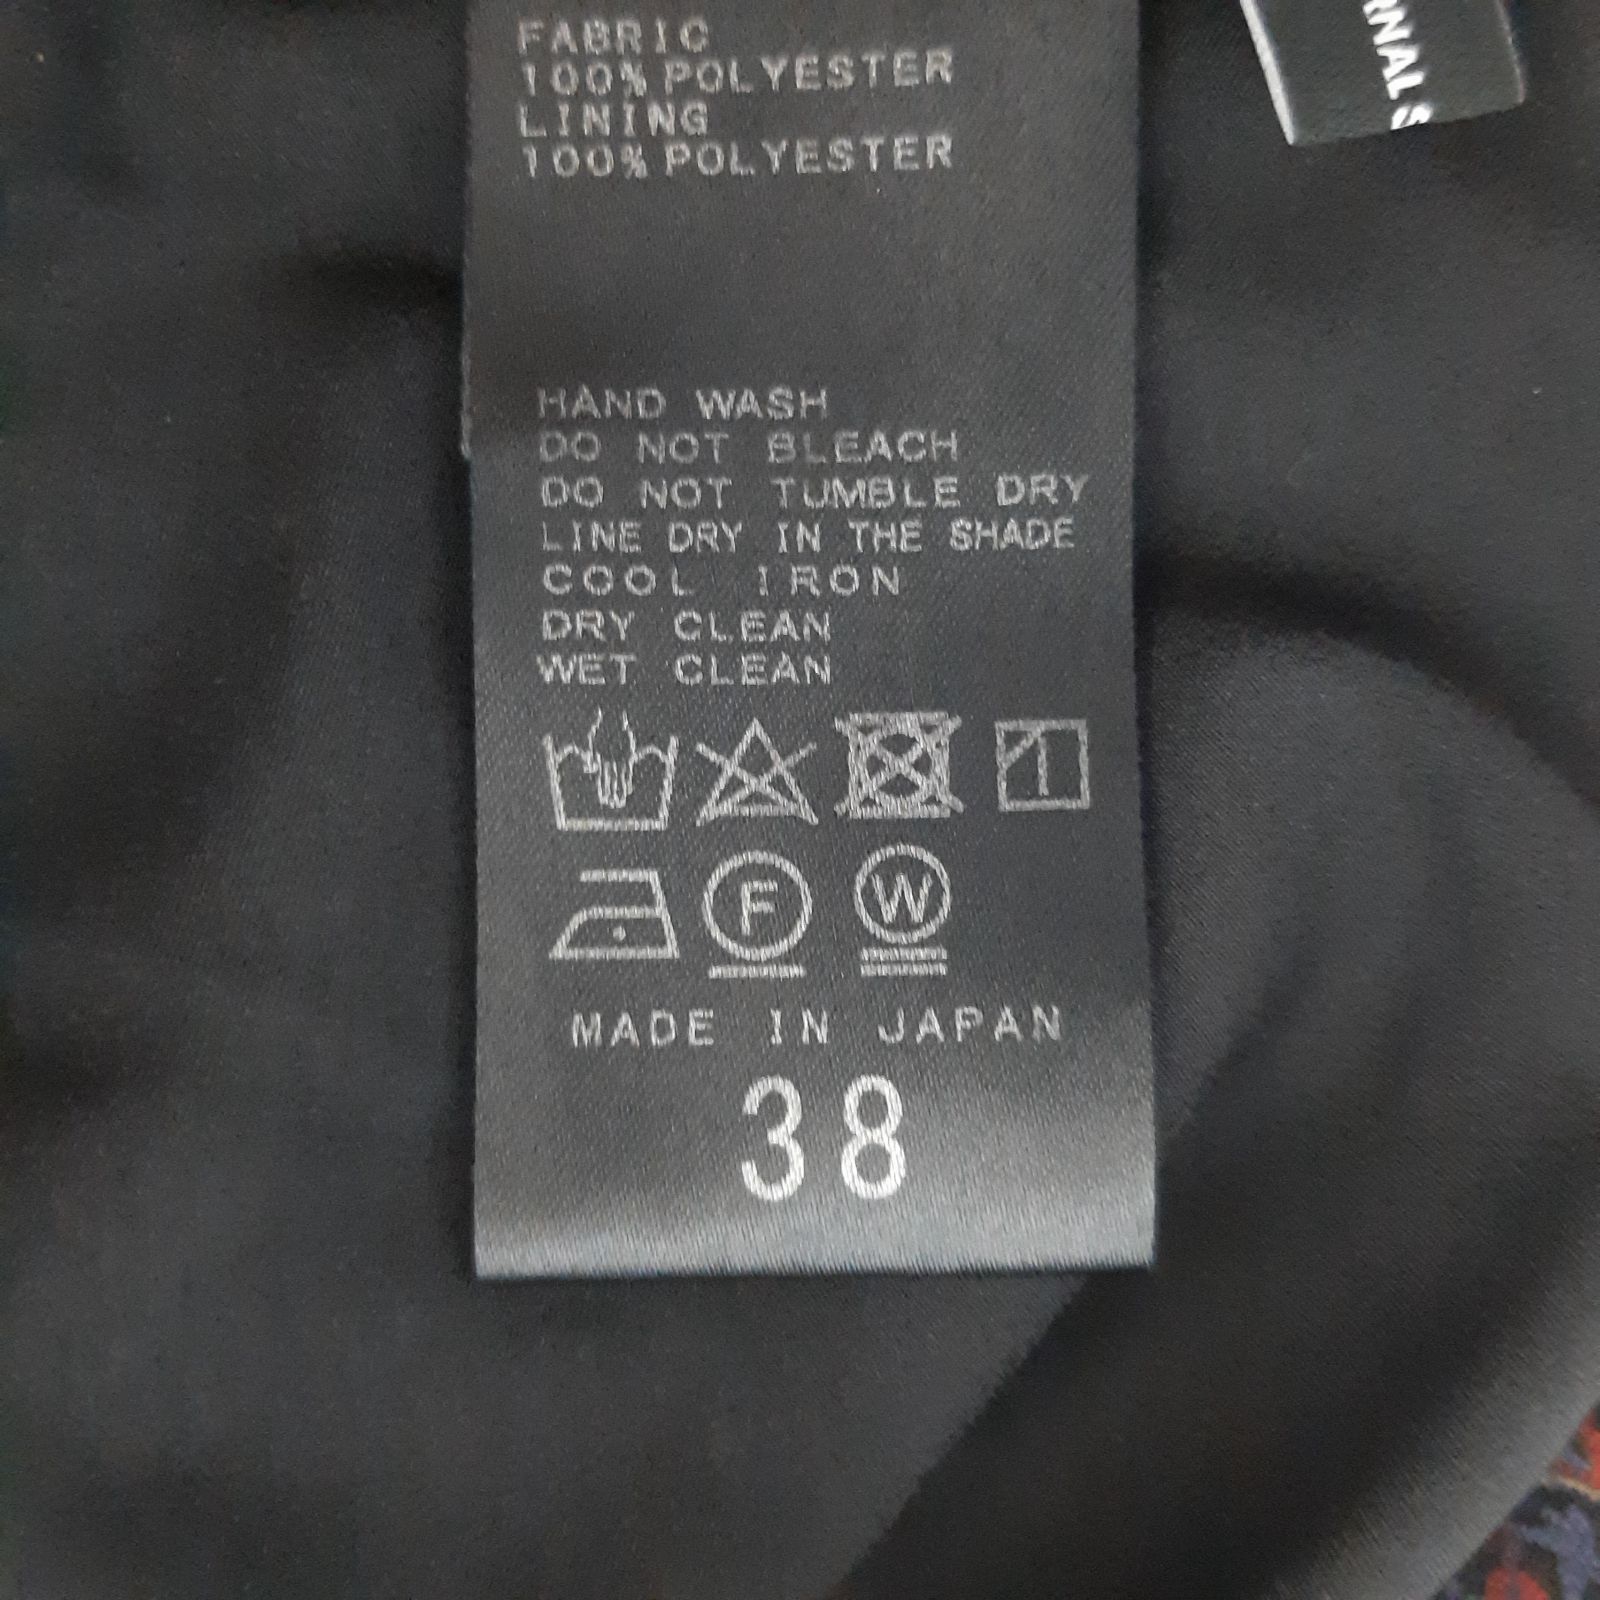 FABRIC
100% POLYESTER
LINING
100% POLYESTER
HAND WASH
DO NOT BLEACH
DO NOT TUMBLE DRY
LINE DRY IN THE SHADE
COOL IRON
DRY CLEAN
WET CLEAN
F W
MADE IN JAPAN
38